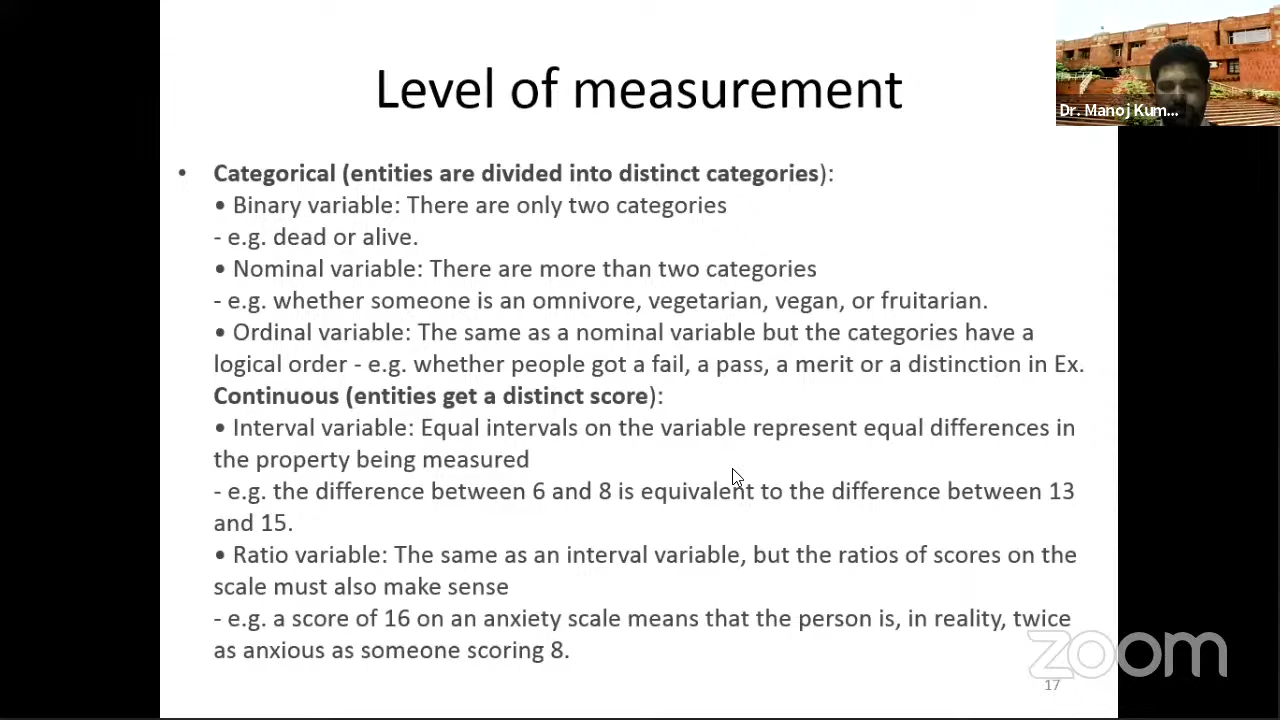 Level of measurement
Dr. Manoj Kum...
• Categorical (entities are divided into distinct categories):
• Binary variable: There are only two categories
- e.g. dead or alive.
• Nominal variable: There are more than two categories
- e.g. whether someone is an omnivore, vegetarian, vegan, or fruitarian.
• Ordinal variable: The same as a nominal variable but the categories have a
logical order - e.g. whether people got a fail, a pass, a merit or a distinction in Ex.
Continuous (entities get a distinct score):
• Interval variable: Equal intervals on the variable represent equal differences in
the property being measured
- e.g. the difference between 6 and 8 is equivalent to the difference between 13
and 15.
• Ratio variable: The same as an interval variable, but the ratios of scores on the
scale must also make sense
- e.g. a score of 16 on an anxiety scale means that the person is, in reality, twice
as anxious as someone scoring 8.
zoom
17